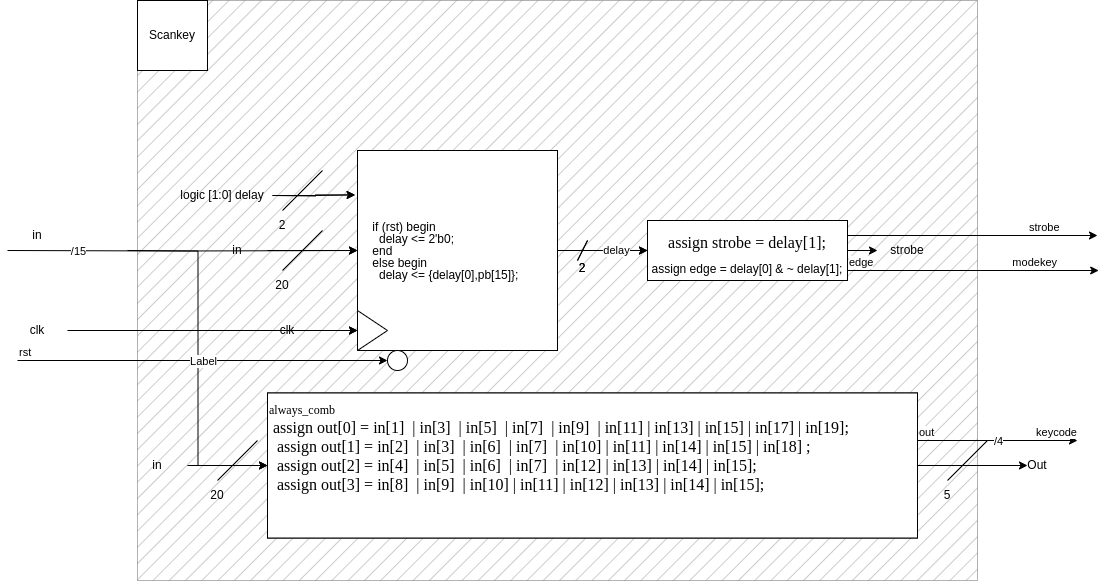 Scankey
logic [1:0] delay
2
in
/15
in
20
if (rst) begin
delay <= 2'b0;
end
else begin
delay <= {delay[0],pb[15]};
2
delay
assign strobe = delay[1];
assign edge = delay[0] & ~ delay[1];
strobe
strobe
edge
modekey
clk
clk
rst
Label
always_comb
assign out[0] = in[1] | in[3] | in[5] | in[7] | in[9] | in[11] | in[13] | in[15] | in[17] | in[19];
assign out[1] = in[2] | in[3] | in[6] | in[7] | in[10] | in[11] | in[14] | in[15] | in[18] ;
assign out[2] = in[4] | in[5] | in[6] | in[7] | in[12] | in[13] | in[14] | in[15];
assign out[3] = in[8] | in[9] | in[10] | in[11] | in[12] | in[13] | in[14] | in[15];
in
20
out
/4
keycode
Out
5